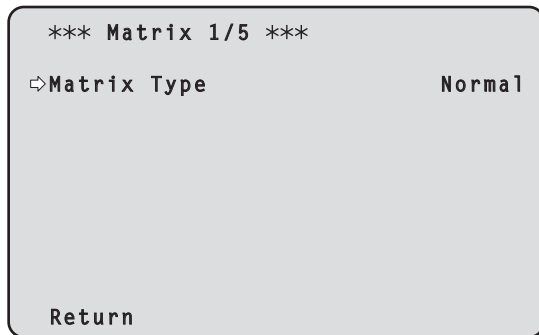 *** Matrix 1/5 ***
⇨Matrix Type Normal
Return